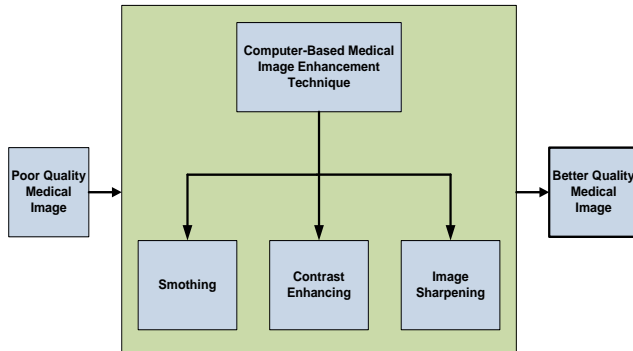 Computer-Based Medical
Image Enhancement
Technique
Poor Quality
Medical
Image
Better Quality
Medical
Image
Smothing
Contrast
Enhancing
Image
Sharpening